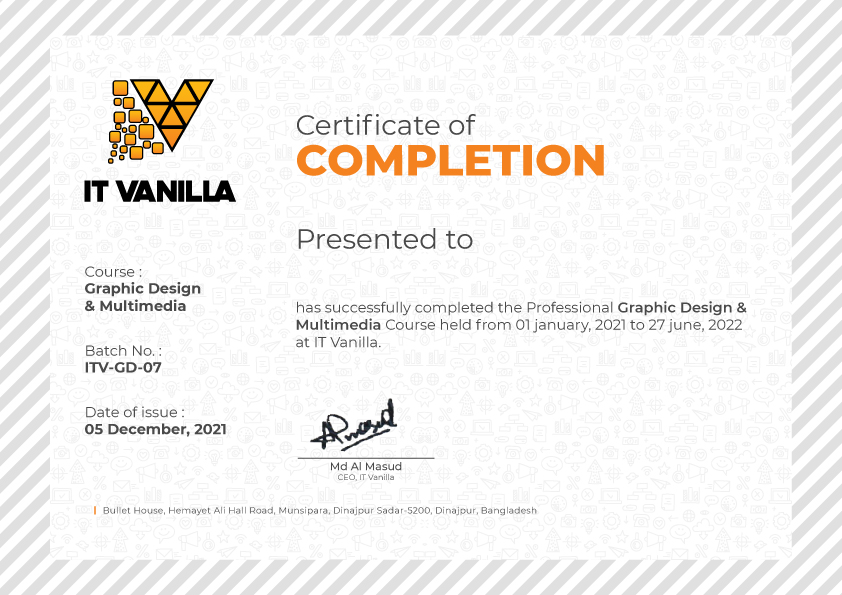 IT VANILLA
Certificate of
COMPLETION
Presented to
Course :
Graphic Design
& Multimedia
has successfully completed the Professional Graphic Design &
Multimedia Course held from 01 january, 2021 to 27 june, 2022
at IT Vanilla.
Batch No. :
ITV-GD-07
Date of issue :
05 December, 2021
Md Al Masud
CEO, IT Vanilla
Bullet House, Hemayet Ali Hall Road, Munsipara, Dinajpur Sadar-5200, Dinajpur, Bangladesh